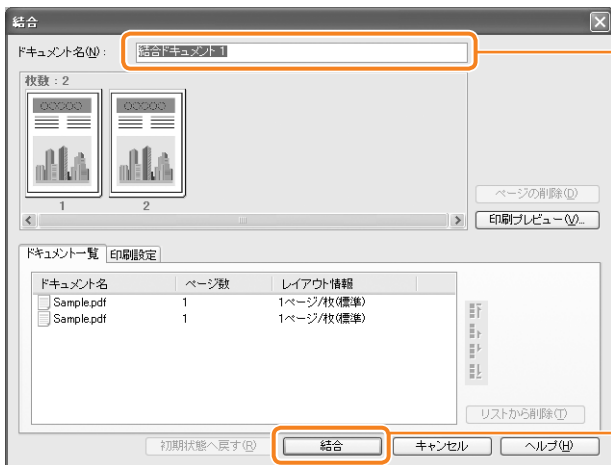 結合
ドキュメント名(N): 結合ドキュメント 1
枚数 : 2
1 2
ページの削除(D)
印刷プレビュー(V)...
ドキュメント一覧 印刷設定
ドキュメント名 ページ数 レイアウト情報
Sample.pdf 1 1ページ/枚(標準)
Sample.pdf 1 1ページ/枚(標準)
リストから削除(T)
初期状態へ戻す(R) 結合 キャンセル ヘルプ(H)